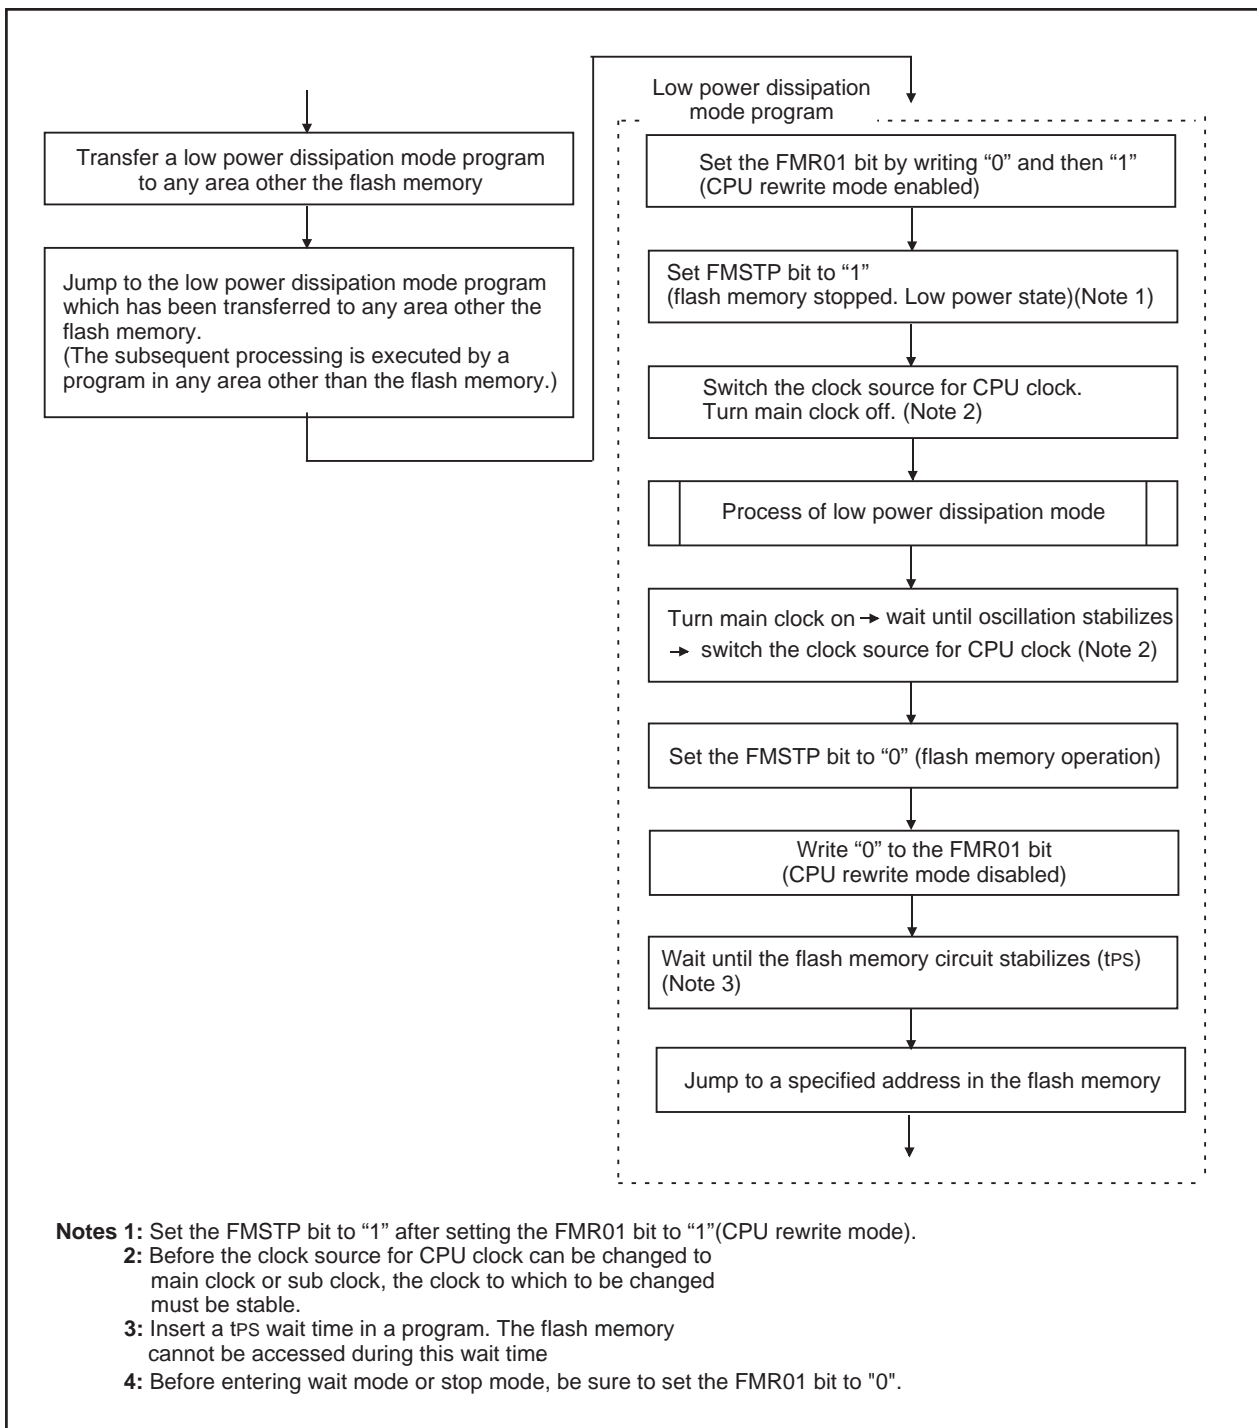 Transfer a low power dissipation mode program
to any area other the flash memory
Jump to the low power dissipation mode program
which has been transferred to any area other the
flash memory.
(The subsequent processing is executed by a
program in any area other than the flash memory.)
Low power dissipation
mode program
Set the FMR01 bit by writing “0” and then “1”
(CPU rewrite mode enabled)
Set FMSTP bit to “1”
(flash memory stopped. Low power state)(Note 1)
Switch the clock source for CPU clock.
Turn main clock off. (Note 2)
Process of low power dissipation mode
Turn main clock on → wait until oscillation stabilizes
→ switch the clock source for CPU clock (Note 2)
Set the FMSTP bit to “0” (flash memory operation)
Write “0” to the FMR01 bit
(CPU rewrite mode disabled)
Wait until the flash memory circuit stabilizes (tPS)
(Note 3)
Jump to a specified address in the flash memory
Notes 1: Set the FMSTP bit to “1” after setting the FMR01 bit to “1”(CPU rewrite mode).
2: Before the clock source for CPU clock can be changed to
main clock or sub clock, the clock to which to be changed
must be stable.
3: Insert a tPS wait time in a program. The flash memory
cannot be accessed during this wait time
4: Before entering wait mode or stop mode, be sure to set the FMR01 bit to "0".